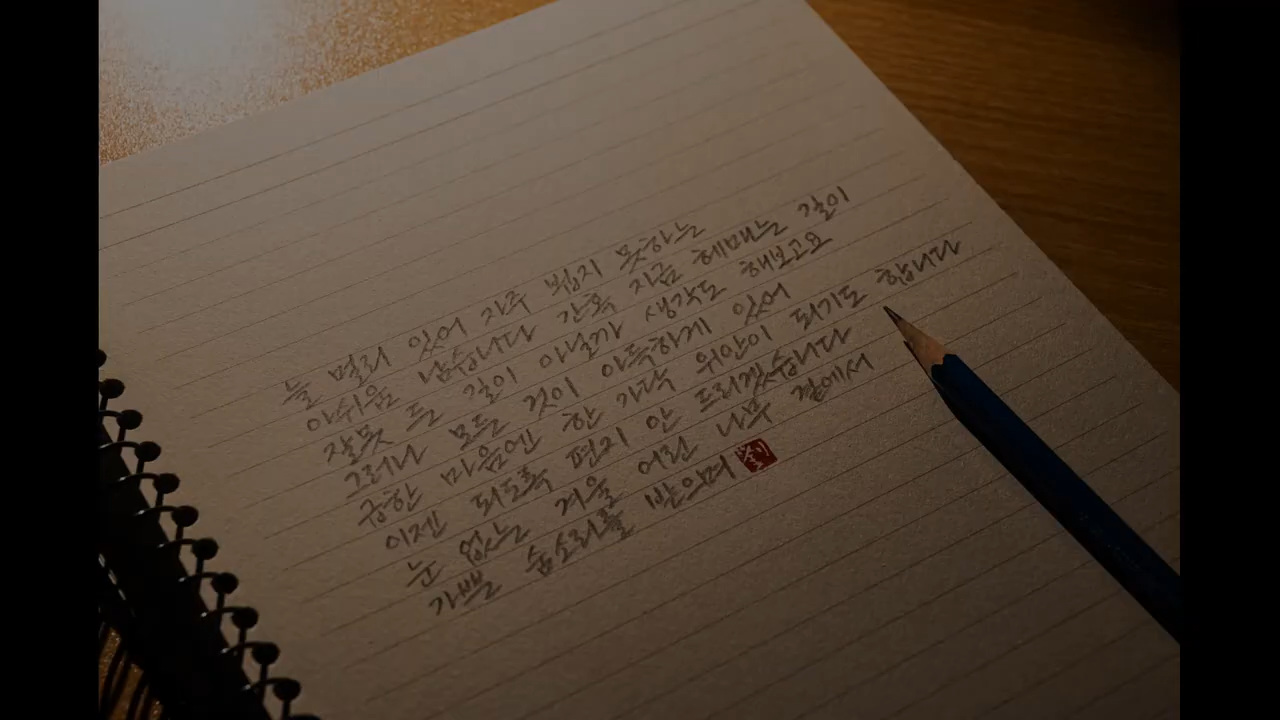 늘 멀리 있어 자주 뵙지 못하는
아쉬움 남습니다 간혹 지금 헤매는 길이
잘못 든 길이 아닐까 생각도 해보고요
그러나 모든 것이 아득하게 있어
급한 마음엔 한 가닥 위안이 되기도 합니다
이젠 되도록 편지 안 드리겠습니다
눈 없는 겨울 어린 나무 곁에서
가쁜 숨소리를 받으며